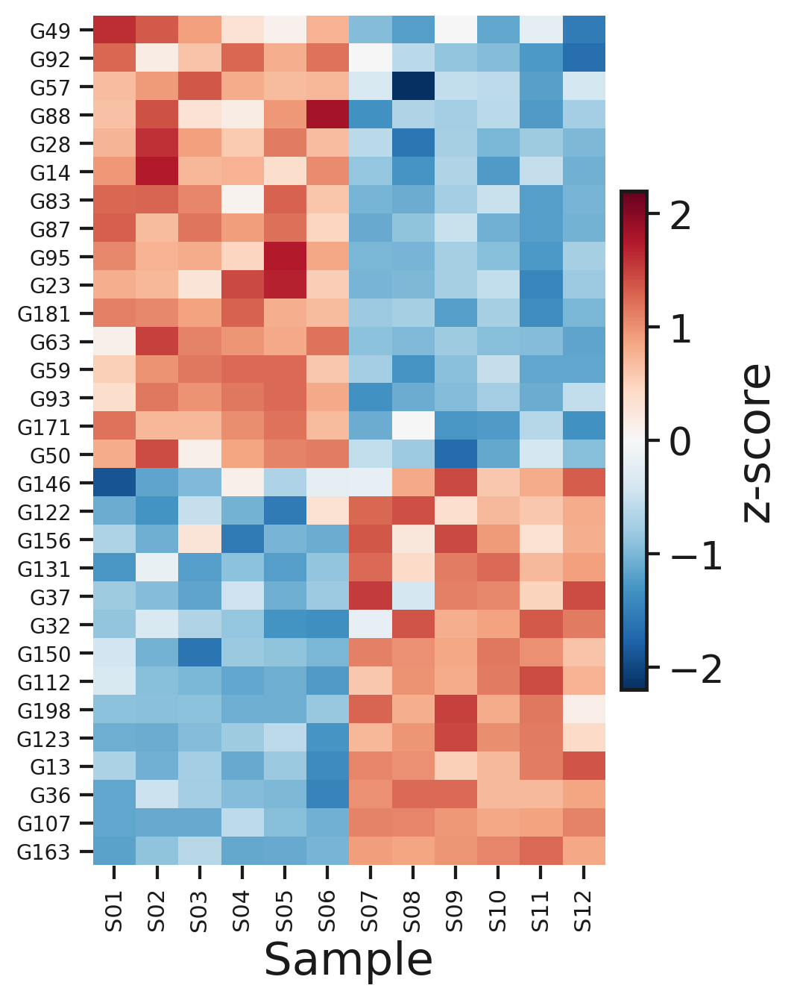 G49
G92
G57
G88
G28
G14
G83
G87
G95
G23
G181
G63
G59
G93
G171
G50
G146
G122
G156
G131
G37
G32
G150
G112
G198
G123
G13
G36
G107
G163
S01 S02 S03 S04 S05 S06 S07 S08 S09 S10 S11 S12
Sample
2
1
0
−1
−2
z-score